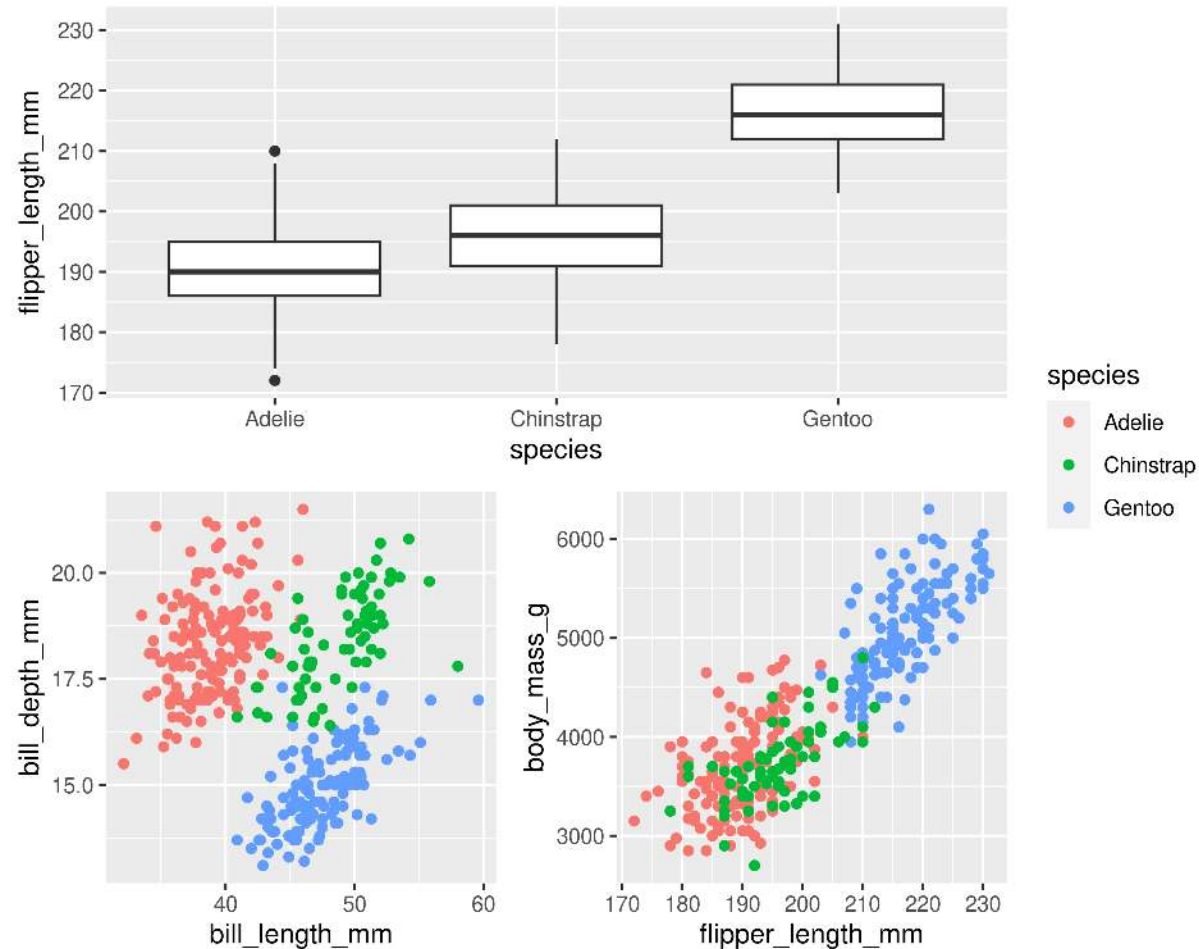 230
220
210
200
190
180
170
flipper_length_mm
Adelie
Chinstrap
Gentoo
species
species
Adelie
Chinstrap
Gentoo
20.0
17.5
15.0
bill_depth_mm
40
50
60
bill_length_mm
6000
5000
4000
3000
body_mass_g
170
180
190
200
210
220
230
flipper_length_mm